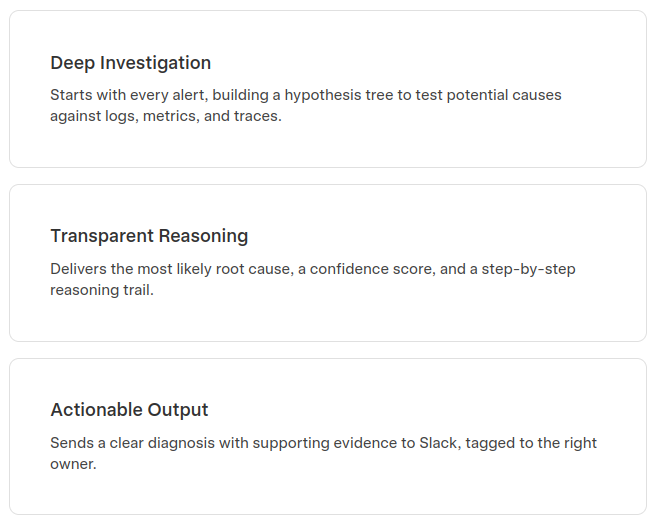 Deep Investigation
Starts with every alert, building a hypothesis tree to test potential causes
against logs, metrics, and traces.
Transparent Reasoning
Delivers the most likely root cause, a confidence score, and a step-by-step
reasoning trail.
Actionable Output
Sends a clear diagnosis with supporting evidence to Slack, tagged to the right
owner.